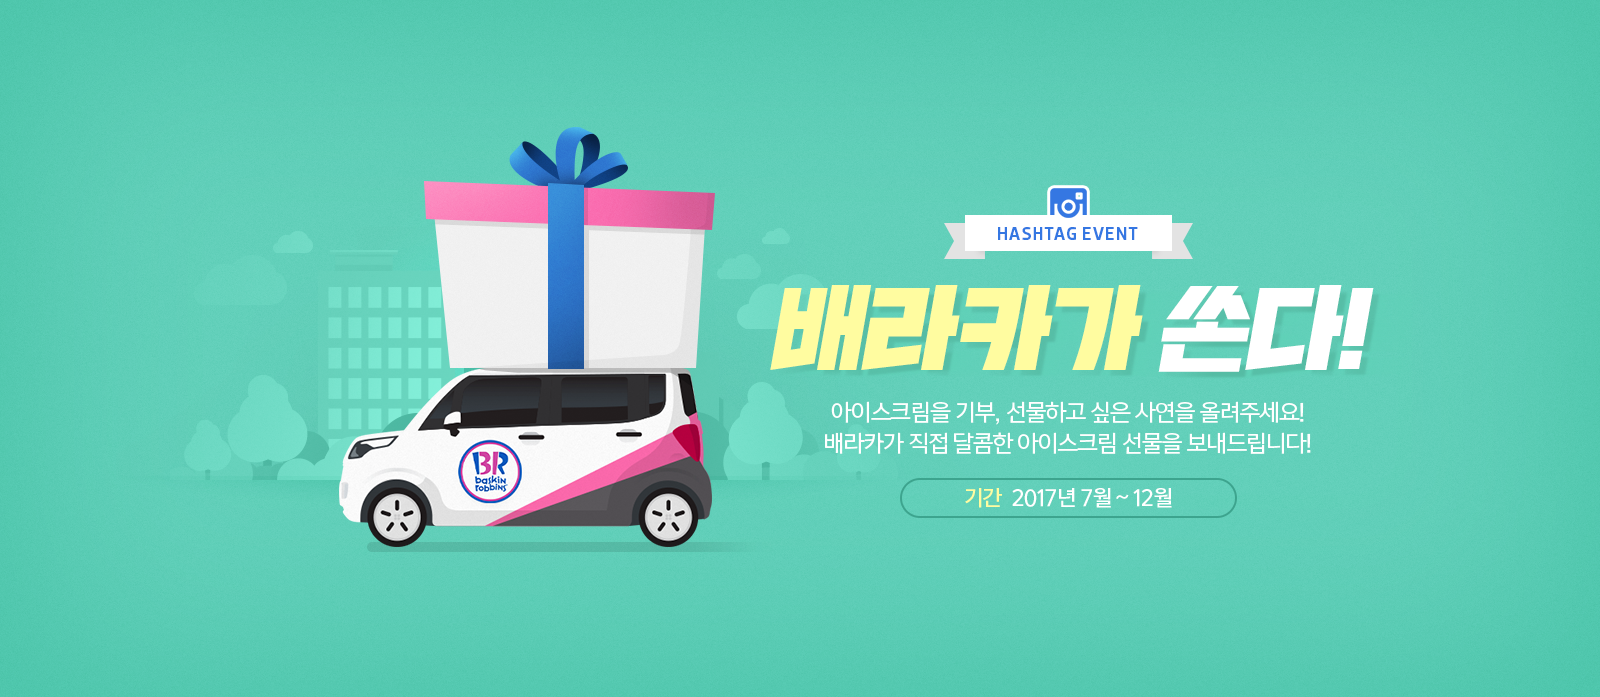 HASHTAG EVENT
배라카가 쏜다!
아이스크림을 기부, 선물하고 싶은 사연을 올려주세요!
배라카가 직접 달콤한 아이스크림 선물을 보내드립니다!
기간 2017년 7월 ~ 12월
BR
baskin
robbins